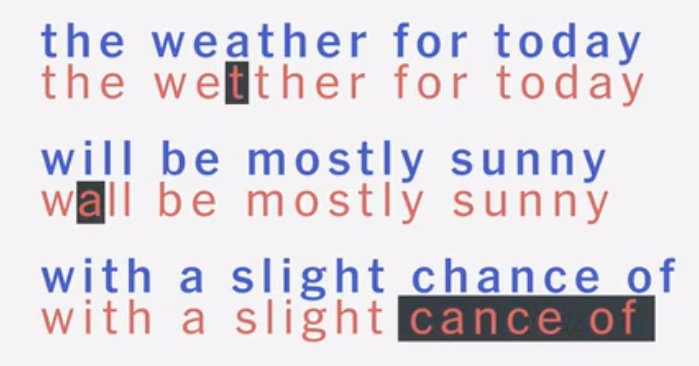 the weather for today
the wetther for today
will be mostly sunny
wall be mostly sunny
with a slight chance of
with a slight cance of